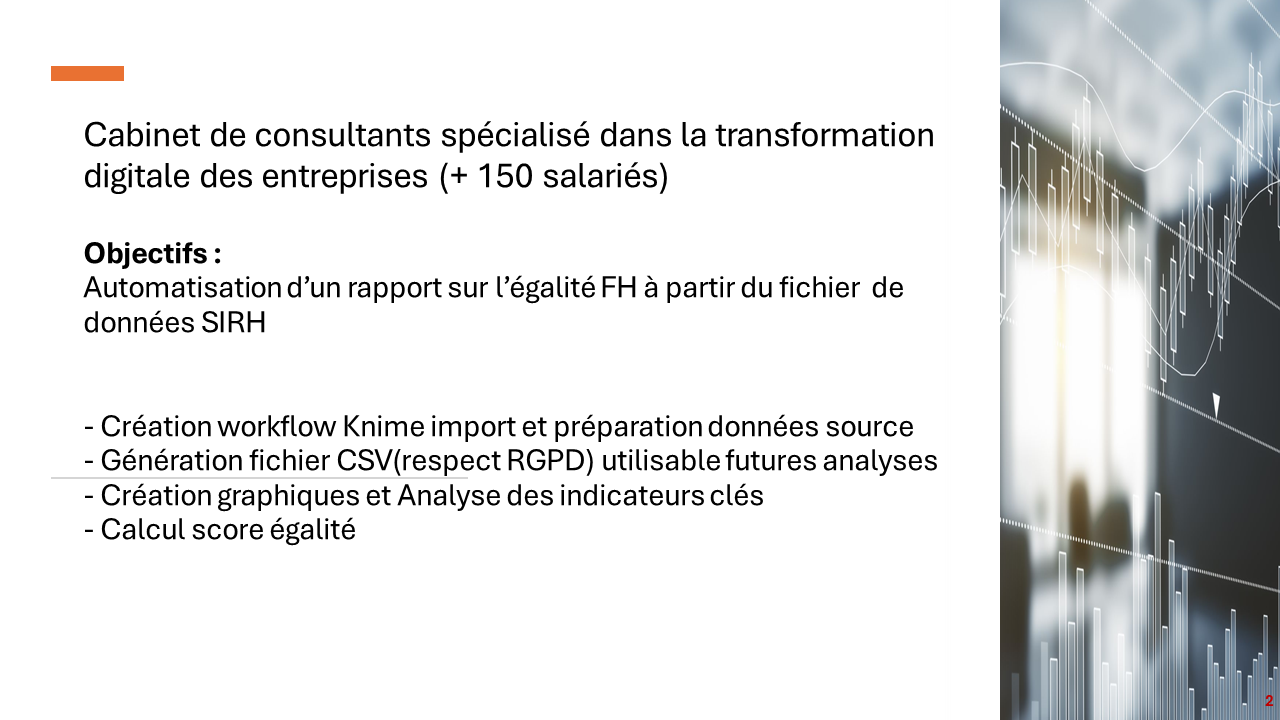 Cabinet de consultants spécialisé dans la transformation
digitale des entreprises (+ 150 salariés)
Objectifs :
Automatisation d’un rapport sur l’égalité FH à partir du fichier  de
données SIRH
- Création workflow Knime import et préparation données source
- Génération fichier CSV(respect RGPD) utilisable futures analyses
- Création graphiques et Analyse des indicateurs clés
- Calcul score égalité
2